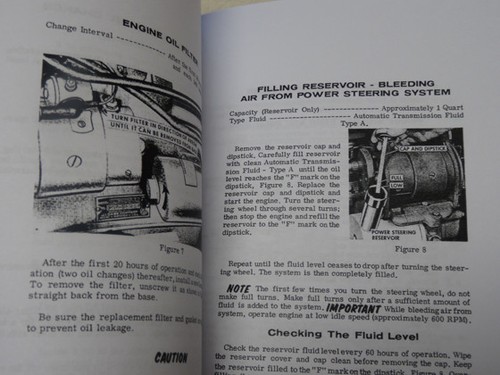 ENGINE OIL FILTER
Change Interval
After the first
TURN FILTER IN DIRECTION OF
UNTIL IT CAN BE REMOVED
Figure 7
After the first 20 hours of operation and
ation (two oil changes) thereafter, install
To remove the filter, unscrew it as shown
straight back from the base.
Be sure the replacement filter and gasket
to prevent oil leakage.
CAUTION
FILLING RESERVOIR - BLEEDING
AIR FROM POWER STEERING SYSTEM
Capacity (Reservoir Only) Approximately 1 Quart
Type Fluid Automatic Transmission Fluid
Type A.
Remove the reservoir cap and
dipstick. Carefully fill reservoir
with clean Automatic Transmis-
sion Fluid - Type A until the oil
level reaches the "F" mark on the
dipstick, Figure 8. Replace the
reservoir cap and dipstick and
start the engine. Turn the steer-
ing wheel through several turns;
then stop the engine and refill the
reservoir to the "F" mark on the
dipstick.
CAP AND DIPSTICK
FULL
LOW
POWER STEERING
RESERVOIR
Figure 8
Repeat until the fluid level ceases to drop after turning the steer-
ing wheel. The system is then completely filled.
NOTE The first few times you turn the steering wheel, do not
make full turns. Make full turns only after a sufficient amount of
fluid is added to the system. IMPORTANT While bleeding air from
system, operate engine at low idle speed (approximately 600 RPM).
Checking The Fluid Level
Check the reservoir fluid level every 60 hours of operation. Wipe
the reservoir cover and cap clean before removing the cap. Keep
the reservoir filled to the "F" mark on the dipstick, Figure 8.